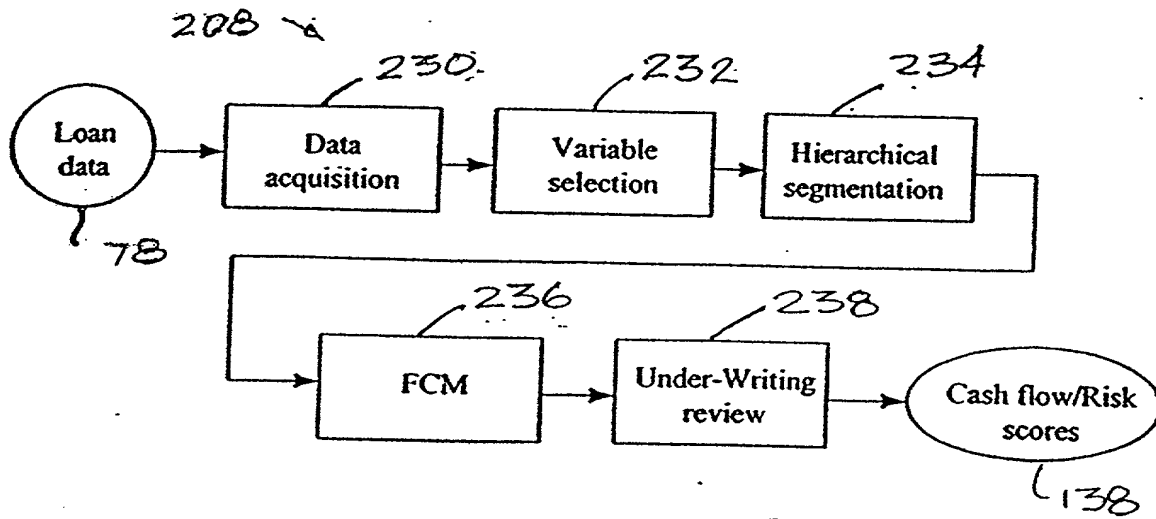 208
230
232
234
Loan
data
Data
acquisition
Variable
selection
Hierarchical
segmentation
78
236
238
FCM
Under-Writing
review
Cash flow/Risk
scores
138